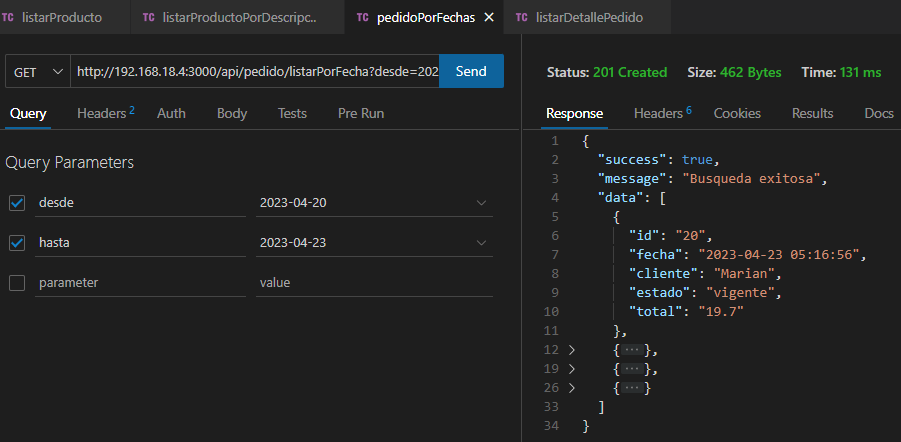 TC listarProducto TC listarProductoPorDescripc.. TC pedidoPorFechas × TC listarDetallePedido
GET http://192.168.18.4:3000/api/pedido/listarPorFecha?desde=202 Send
Status: 201 Created Size: 462 Bytes Time: 131 ms
Query Headers 2 Auth Body Tests Pre Run
Response Headers 6 Cookies Results Docs
Query Parameters
desde 2023-04-20
hasta 2023-04-23
parameter value
1 {
2 "success": true,
3 "message": "Busqueda exitosa",
4 "data": [
5 {
6 "id": "20",
7 "fecha": "2023-04-23 05:16:56",
8 "cliente": "Marian",
9 "estado": "vigente",
10 "total": "19.7"
11 },
12 > {···},
19 > {···},
26 > {···}
33 ]
34 }